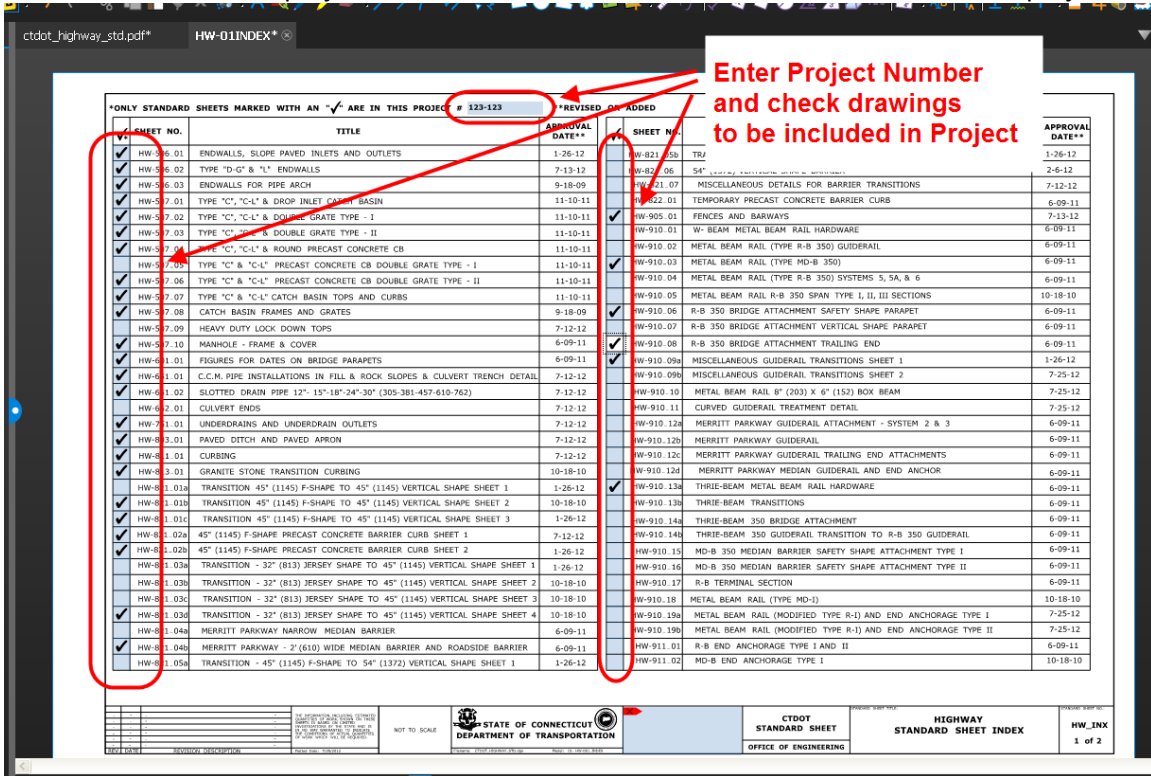 ctdot_highway_std.pdf* HW-01INDEX*
Enter Project Number
and check drawings
to be included in Project
*ONLY STANDARD SHEETS MARKED WITH AN "✓" ARE IN THIS PROJECT # 123-123 **REVISED OR ADDED
SHEET NO. TITLE APPROVAL DATE**
ENDWALLS, SLOPE PAVED INLETS AND OUTLETS 1-26-12
TYPE "D-G" & "L" ENDWALLS 7-13-12
ENDWALLS FOR PIPE ARCH 9-18-09
TYPE "C", "C-L" & DROP INLET CATCH BASIN 11-10-11
TYPE "C", "C-L" & DOUBLE GRATE TYPE - I 11-10-11
TYPE "C", "C-L" & DOUBLE GRATE TYPE - II 11-10-11
TYPE "C", "C-L" & ROUND PRECAST CONCRETE CB 11-10-11
TYPE "C" & "C-L" PRECAST CONCRETE CB DOUBLE GRATE TYPE - I 11-10-11
TYPE "C" & "C-L" PRECAST CONCRETE CB DOUBLE GRATE TYPE - II 11-10-11
TYPE "C" & "C-L" CATCH BASIN TOPS AND CURBS 11-10-11
CATCH BASIN FRAMES AND GRATES 9-18-09
HEAVY DUTY LOCK DOWN TOPS 7-12-12
MANHOLE - FRAME & COVER 6-09-11
FIGURES FOR DATES ON BRIDGE PARAPETS 6-09-11
C.C.M. PIPE INSTALLATIONS IN FILL & ROCK SLOPES & CULVERT TRENCH DETAIL 7-12-12
SLOTTED DRAIN PIPE 12"- 15"-18"-24"-30" (305-381-457-610-762) 7-12-12
CULVERT ENDS 7-12-12
UNDERDRAINS AND UNDERDRAIN OUTLETS 7-12-12
PAVED DITCH AND PAVED APRON 7-12-12
CURBING 7-12-12
GRANITE STONE TRANSITION CURBING 10-18-10
TRANSITION 45" (1145) F-SHAPE TO 45" (1145) VERTICAL SHAPE SHEET 1 1-26-12
TRANSITION 45" (1145) F-SHAPE TO 45" (1145) VERTICAL SHAPE SHEET 2 10-18-10
TRANSITION 45" (1145) F-SHAPE TO 45" (1145) VERTICAL SHAPE SHEET 3 1-26-12
45" (1145) F-SHAPE PRECAST CONCRETE BARRIER CURB SHEET 1 7-12-12
45" (1145) F-SHAPE PRECAST CONCRETE BARRIER CURB SHEET 2 1-26-12
TRANSITION - 32" (813) JERSEY SHAPE TO 45" (1145) VERTICAL SHAPE SHEET 1 1-26-12
TRANSITION - 32" (813) JERSEY SHAPE TO 45" (1145) VERTICAL SHAPE SHEET 2 10-18-10
TRANSITION - 32" (813) JERSEY SHAPE TO 45" (1145) VERTICAL SHAPE SHEET 3 10-18-10
TRANSITION - 32" (813) JERSEY SHAPE TO 45" (1145) VERTICAL SHAPE SHEET 4 10-18-10
MERRITT PARKWAY NARROW MEDIAN BARRIER 6-09-11
MERRITT PARKWAY - 2'(610) WIDE MEDIAN BARRIER AND ROADSIDE BARRIER 6-09-11
TRANSITION - 45" (1145) F-SHAPE TO 54" (1372) VERTICAL SHAPE SHEET 1 1-26-12
SHEET NO. APPROVAL DATE**
1-26-12
2-6-12
MISCELLANEOUS DETAILS FOR BARRIER TRANSITIONS 7-12-12
TEMPORARY PRECAST CONCRETE BARRIER CURB 6-09-11
HW-905.01 FENCES AND BARWAYS 7-13-12
HW-910.01 W- BEAM METAL BEAM RAIL HARDWARE 6-09-11
HW-910.02 METAL BEAM RAIL (TYPE R-B 350) GUIDERAIL 6-09-11
HW-910.03 METAL BEAM RAIL (TYPE MD-B 350) 6-09-11
HW-910.04 METAL BEAM RAIL (TYPE R-B 350) SYSTEMS 5, 5A, & 6 6-09-11
HW-910.05 METAL BEAM RAIL R-B 350 SPAN TYPE I, II, III SECTIONS 10-18-10
HW-910.06 R-B 350 BRIDGE ATTACHMENT SAFETY SHAPE PARAPET 6-09-11
HW-910.07 R-B 350 BRIDGE ATTACHMENT VERTICAL SHAPE PARAPET 6-09-11
HW-910.08 R-B 350 BRIDGE ATTACHMENT TRAILING END 6-09-11
HW-910.09a MISCELLANEOUS GUIDERAIL TRANSITIONS SHEET 1 1-26-12
HW-910.09b MISCELLANEOUS GUIDERAIL TRANSITIONS SHEET 2 7-25-12
HW-910.10 METAL BEAM RAIL 8" (203) X 6" (152) BOX BEAM 7-25-12
HW-910.11 CURVED GUIDERAIL TREATMENT DETAIL 7-25-12
HW-910.12a MERRITT PARKWAY GUIDERAIL ATTACHMENT - SYSTEM 2 & 3 6-09-11
HW-910.12b MERRITT PARKWAY GUIDERAIL 6-09-11
HW-910.12c MERRITT PARKWAY GUIDERAIL TRAILING END ATTACHMENTS 6-09-11
HW-910.12d MERRITT PARKWAY MEDIAN GUIDERAIL AND END ANCHOR 6-09-11
HW-910.13a THRIE-BEAM METAL BEAM RAIL HARDWARE 6-09-11
HW-910.13b THRIE-BEAM TRANSITIONS 6-09-11
HW-910.14a THRIE-BEAM 350 BRIDGE ATTACHMENT 6-09-11
HW-910.14b THRIE-BEAM 350 GUIDERAIL TRANSITION TO R-B 350 GUIDERAIL 6-09-11
HW-910.15 MD-B 350 MEDIAN BARRIER SAFETY SHAPE ATTACHMENT TYPE I 6-09-11
HW-910.16 MD-B 350 MEDIAN BARRIER SAFETY SHAPE ATTACHMENT TYPE II 6-09-11
HW-910.17 R-B TERMINAL SECTION 6-09-11
HW-910.18 METAL BEAM RAIL (TYPE MD-I) 10-18-10
HW-910.19a METAL BEAM RAIL (MODIFIED TYPE R-I) AND END ANCHORAGE TYPE I 7-25-12
HW-910.19b METAL BEAM RAIL (MODIFIED TYPE R-I) AND END ANCHORAGE TYPE II 7-25-12
HW-911.01 R-B END ANCHORAGE TYPE I AND II 6-09-11
HW-911.02 MD-B END ANCHORAGE TYPE I 10-18-10
REV. DATE REVISION DESCRIPTION
NOT TO SCALE
STATE OF CONNECTICUT
DEPARTMENT OF TRANSPORTATION
CTDOT
STANDARD SHEET
OFFICE OF ENGINEERING
HIGHWAY
STANDARD SHEET INDEX
HW_INX
1 of 2